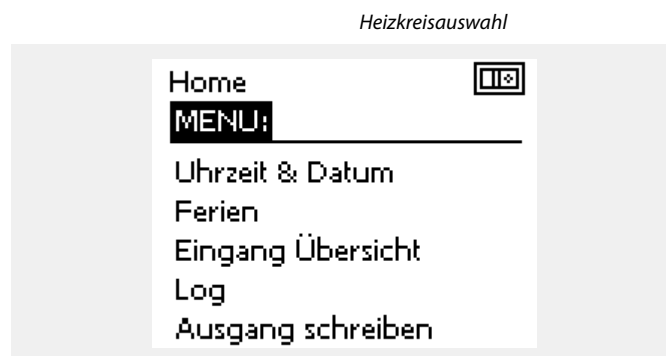 Heizkreisauswahl
Home
MENU:
Uhrzeit & Datum
Ferien
Eingang Übersicht
Log
Ausgang schreiben